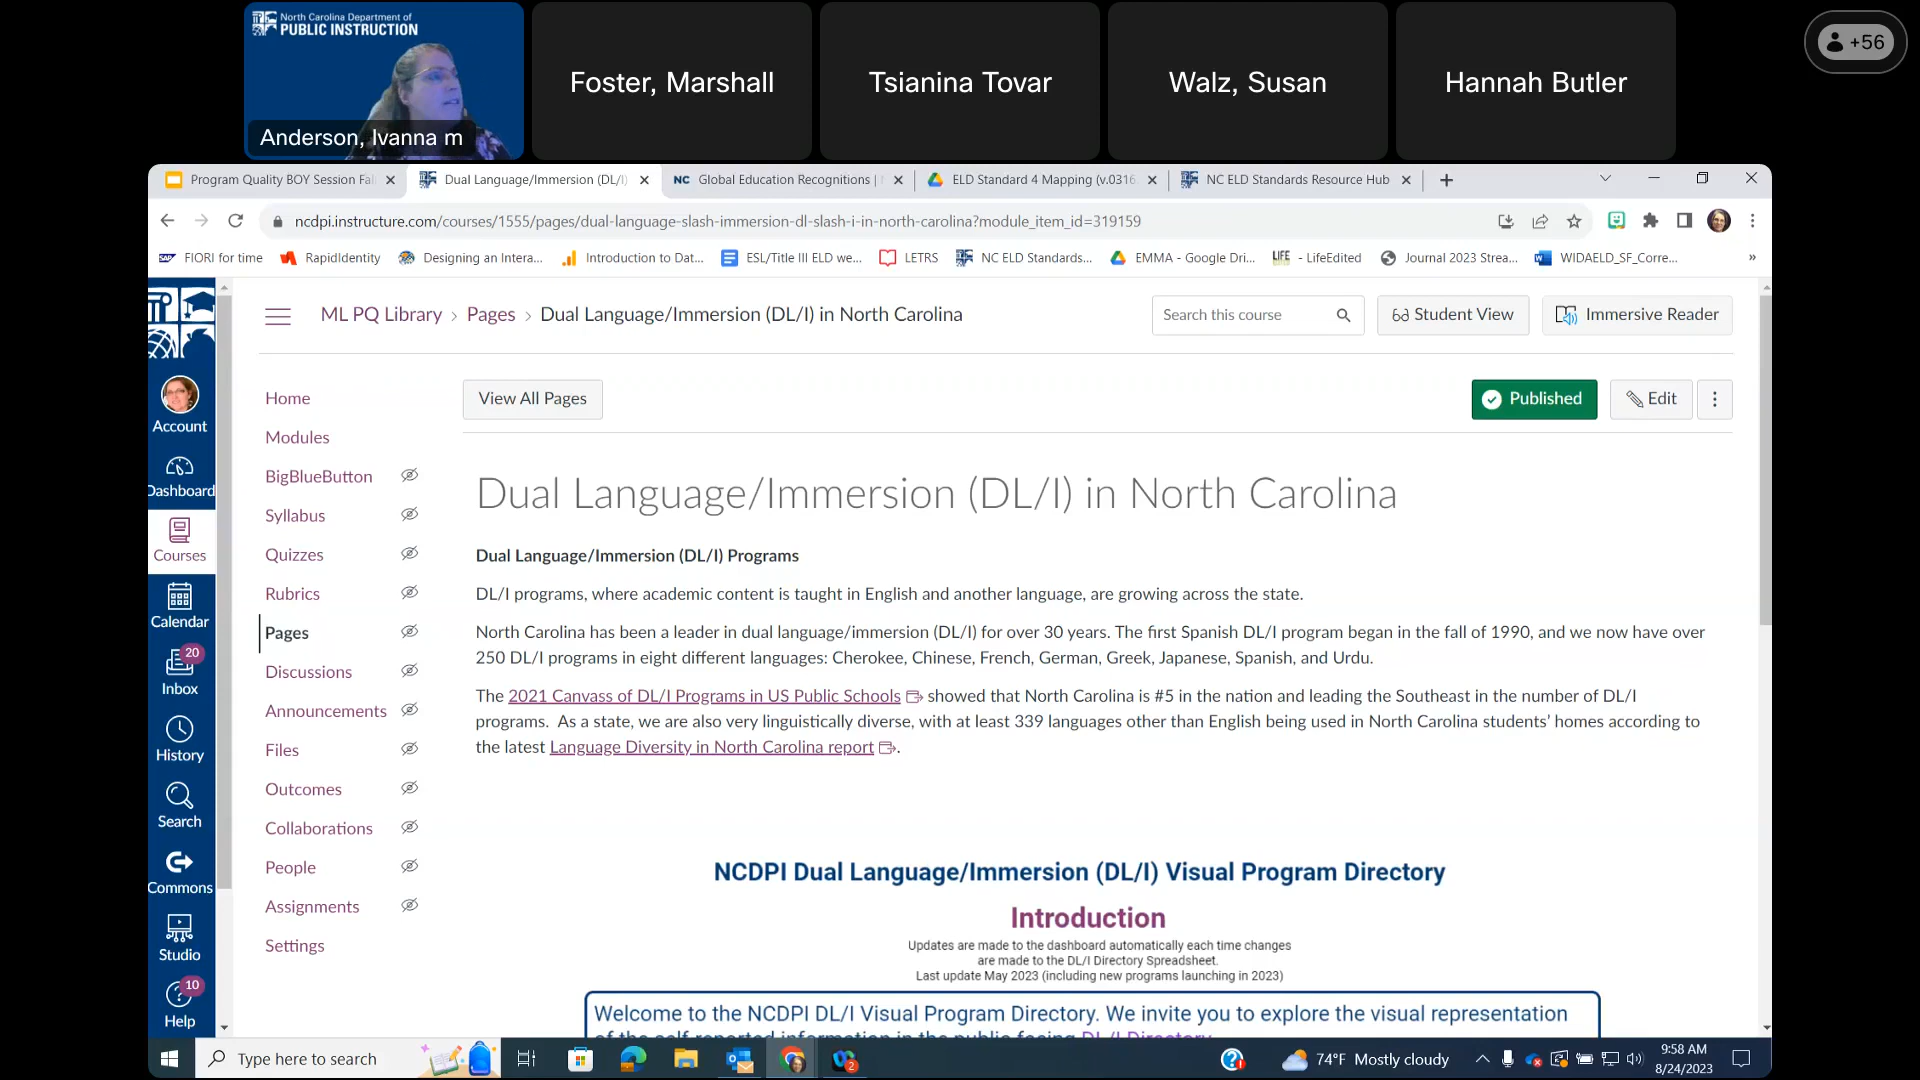 North Carolina Department of
PUBLIC INSTRUCTION
Anderson, Ivanna m
Foster, Marshall
Tsianina Tovar
Walz, Susan
Hannah Butler
+56
Program Quality BOY Session Fal
Dual Language/Immersion (DL/I)
NC Global Education Recognitions |
ELD Standard 4 Mapping (v.0316
NC ELD Standards Resource Hub
ncdpi.instructure.com/courses/1555/pages/dual-language-slash-immersion-dl-slash-i-in-north-carolina?module_item_id=319159
SAP FIORI for time
RapidIdentity
Designing an Intera...
Introduction to Dat...
ESL/Title III ELD we...
LETRS
NC ELD Standards...
EMMA - Google Dri...
LIFE - LifeEdited
Journal 2023 Strea...
WIDAELD_SF_Corre...
»
ML PQ Library > Pages > Dual Language/Immersion (DL/I) in North Carolina
Search this course
Student View
Immersive Reader
Account
Dashboard
Courses
Calendar
20
Inbox
History
Search
Commons
Studio
10
Help
Home
Modules
BigBlueButton
Syllabus
Quizzes
Rubrics
Pages
Discussions
Announcements
Files
Outcomes
Collaborations
People
Assignments
Settings
View All Pages
Published
Edit
Dual Language/Immersion (DL/I) in North Carolina
Dual Language/Immersion (DL/I) Programs
DL/I programs, where academic content is taught in English and another language, are growing across the state.
North Carolina has been a leader in dual language/immersion (DL/I) for over 30 years. The first Spanish DL/I program began in the fall of 1990, and we now have over
250 DL/I programs in eight different languages: Cherokee, Chinese, French, German, Greek, Japanese, Spanish, and Urdu.
The 2021 Canvass of DL/I Programs in US Public Schools showed that North Carolina is #5 in the nation and leading the Southeast in the number of DL/I
programs. As a state, we are also very linguistically diverse, with at least 339 languages other than English being used in North Carolina students’ homes according to
the latest Language Diversity in North Carolina report.
NCDPI Dual Language/Immersion (DL/I) Visual Program Directory
Introduction
Updates are made to the dashboard automatically each time changes
are made to the DL/I Directory Spreadsheet.
Last update May 2023 (including new programs launching in 2023)
Welcome to the NCDPI DL/I Visual Program Directory. We invite you to explore the visual representation
of the self-reported information in the public facing DL/I Directory
Type here to search
2
74°F Mostly cloudy
9:58 AM
8/24/2023